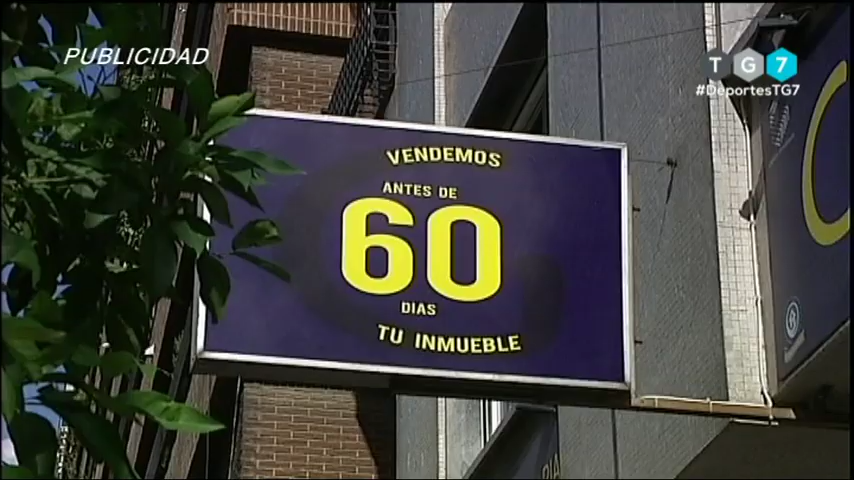 PUBLICIDAD
TG7
#DeportesTG7
VENDEMOS
ANTES DE
60
DIAS
TU INMUEBLE